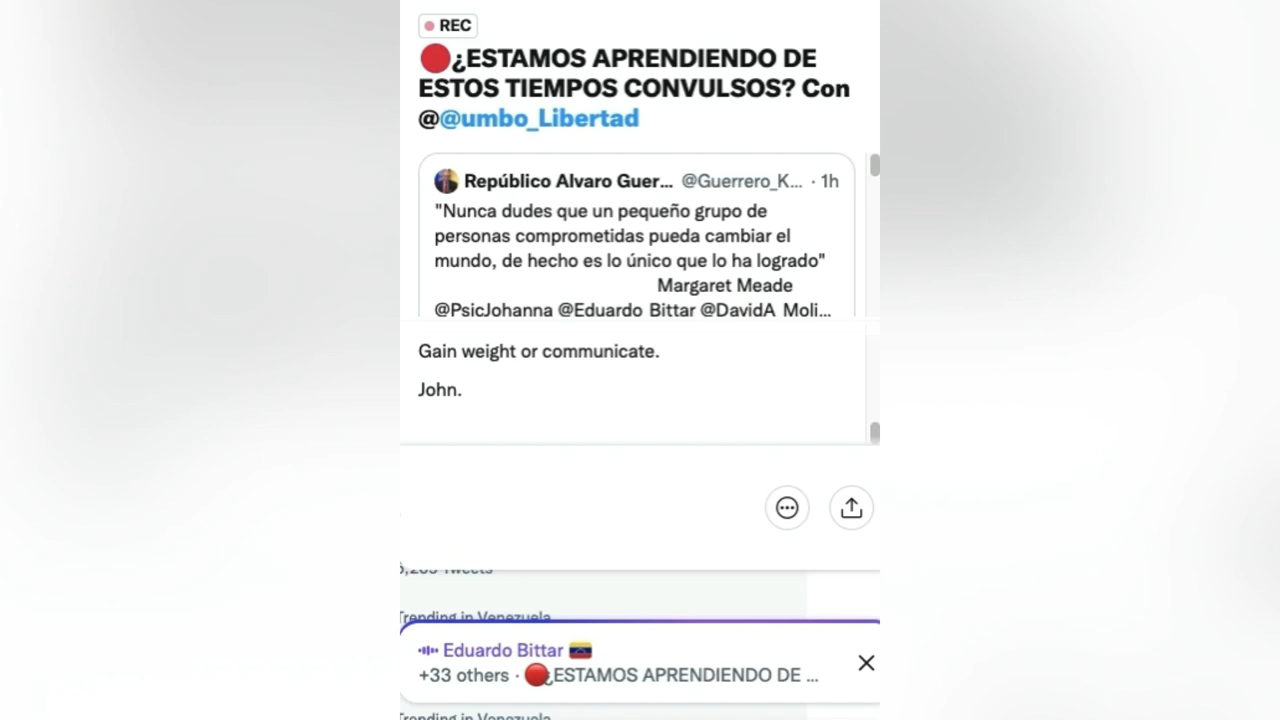 REC
¿ESTAMOS APRENDIENDO DE
ESTOS TIEMPOS CONVULSOS? Con
@@umbo_Libertad
Repúblico Alvaro Guer... @Guerrero_K... · 1h
"Nunca dudes que un pequeño grupo de
personas comprometidas pueda cambiar el
mundo, de hecho es lo único que lo ha logrado"
Margaret Meade
@PsicJohanna @Eduardo_Bittar @DavidA_Moli...
Gain weight or communicate.
John.
Tweets
Trending in Venezuela
Eduardo Bittar
+33 others · ¿ESTAMOS APRENDIENDO DE ...
Trending in Venezuela